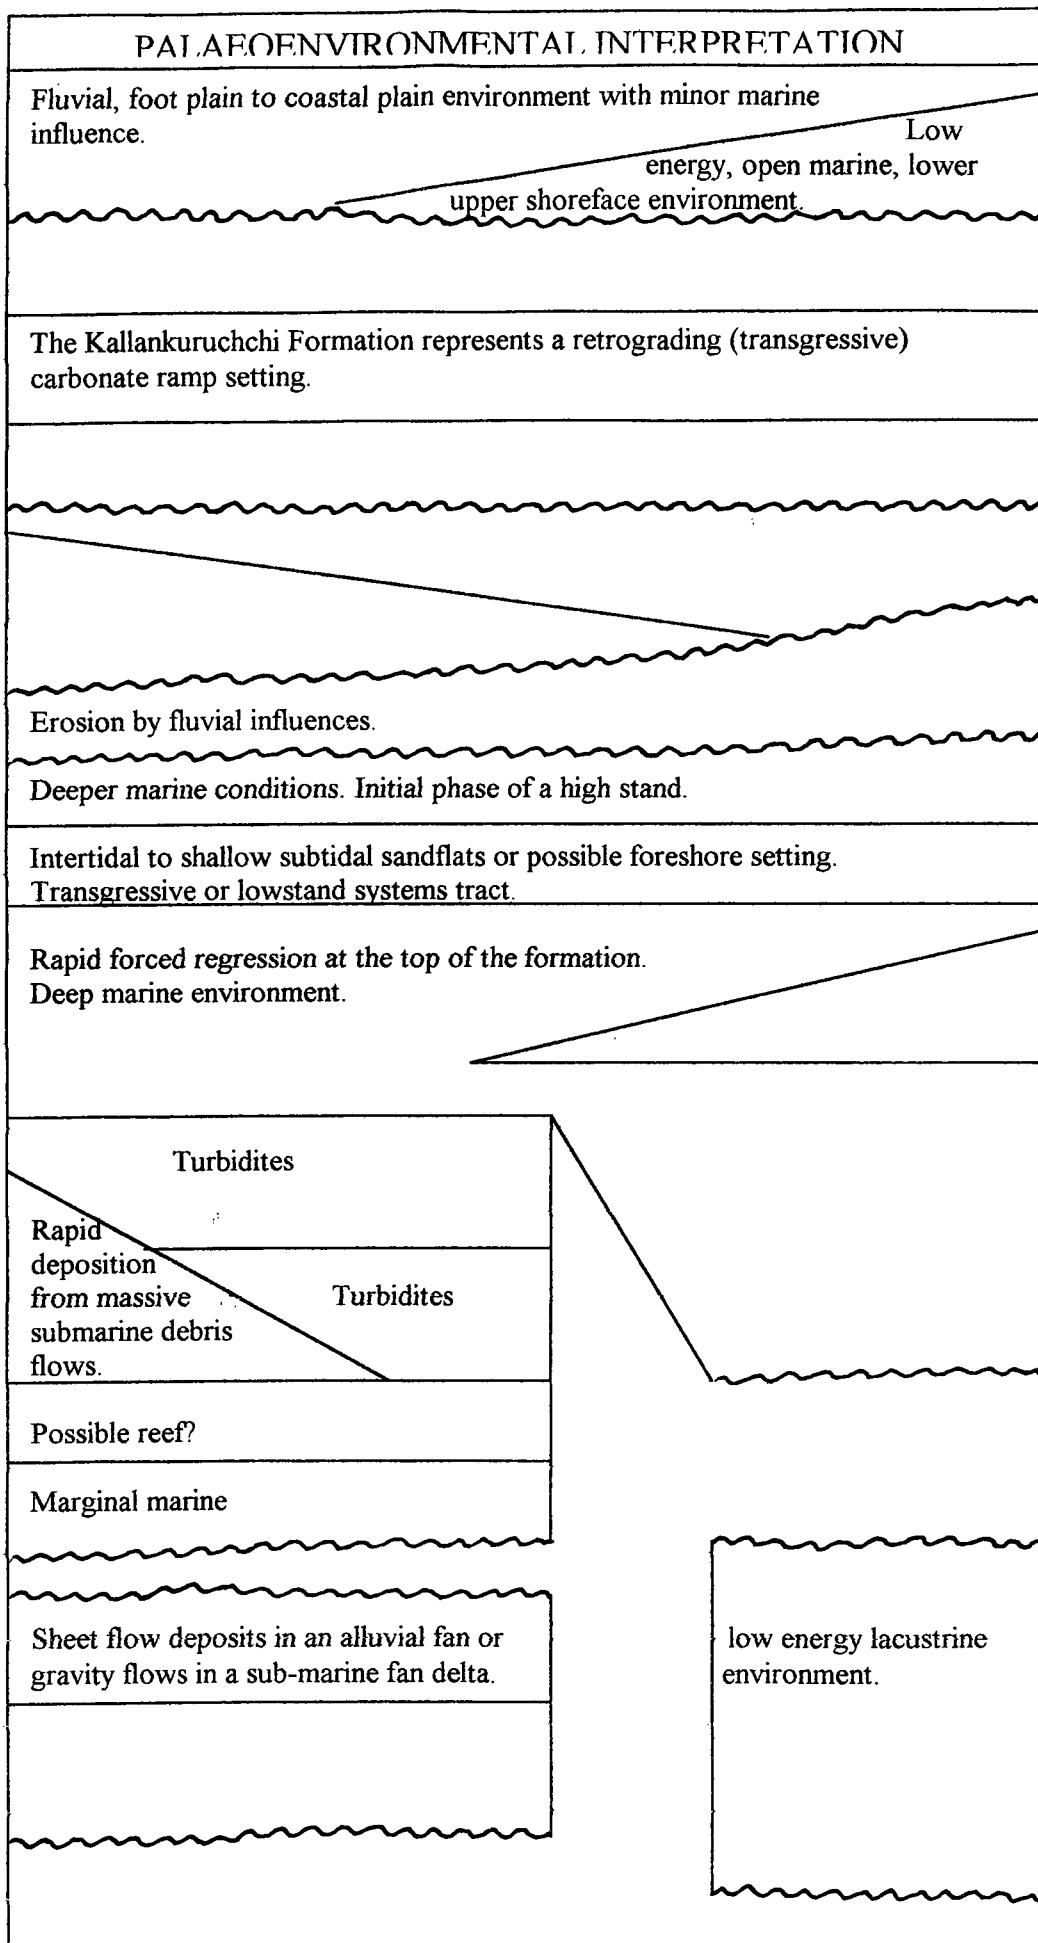 PALAEOENVIRONMENTAL INTERPRETATION
Fluvial, foot plain to coastal plain environment with minor marine
influence.
Low
energy, open marine, lower
upper shoreface environment.
The Kallankuruchchi Formation represents a retrograding (transgressive)
carbonate ramp setting.
Erosion by fluvial influences.
Deeper marine conditions. Initial phase of a high stand.
Intertidal to shallow subtidal sandflats or possible foreshore setting.
Transgressive or lowstand systems tract.
Rapid forced regression at the top of the formation.
Deep marine environment.
Turbidites
Rapid
deposition
from massive
submarine debris
flows.
Turbidites
Possible reef?
Marginal marine
Sheet flow deposits in an alluvial fan or
gravity flows in a sub-marine fan delta.
low energy lacustrine
environment.